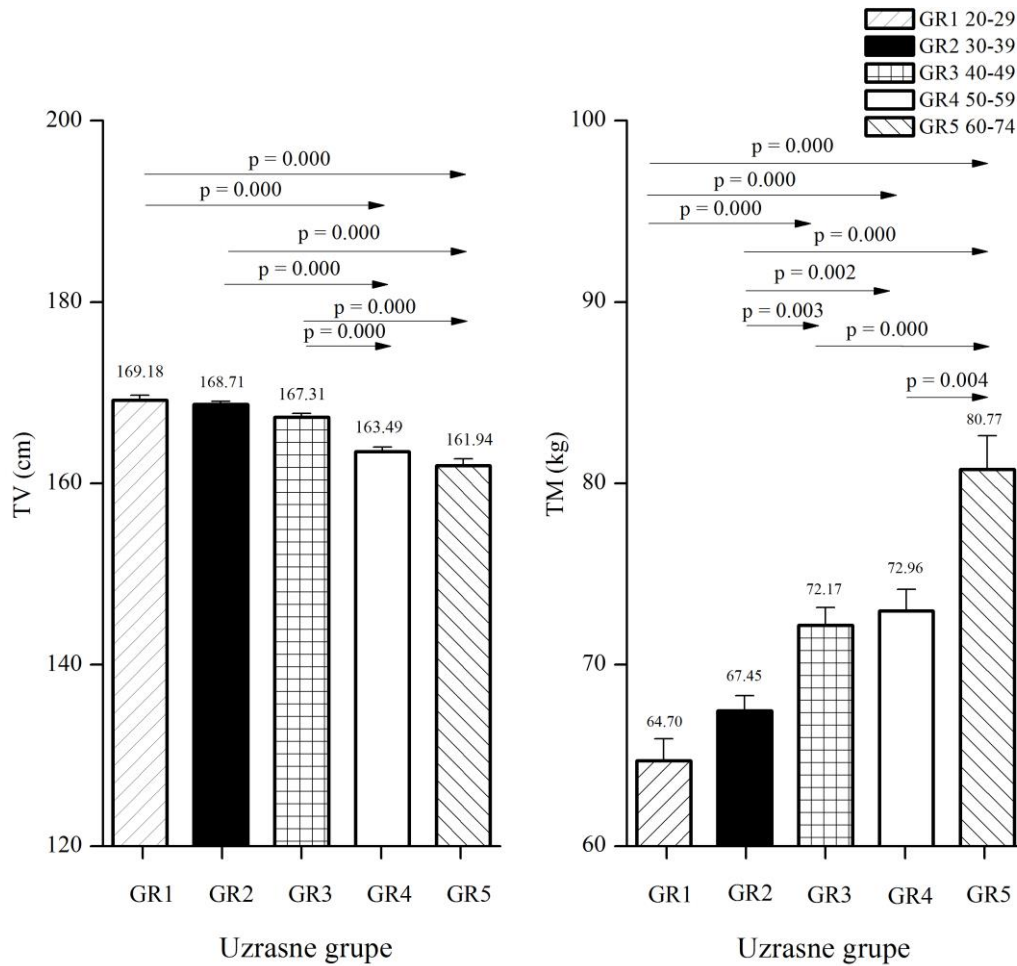 GR1 20-29
GR2 30-39
GR3 40-49
GR4 50-59
GR5 60-74
200
180
160
140
120
TV (cm)
p = 0.000
p = 0.000
p = 0.000
p = 0.000
p = 0.000
p = 0.000
169.18
168.71
167.31
163.49
161.94
GR1 GR2 GR3 GR4 GR5
Uzrasne grupe
100
90
80
70
60
TM (kg)
p = 0.000
p = 0.000
p = 0.000
p = 0.000
p = 0.002
p = 0.003
p = 0.000
p = 0.004
64.70
67.45
72.17
72.96
80.77
GR1 GR2 GR3 GR4 GR5
Uzrasne grupe